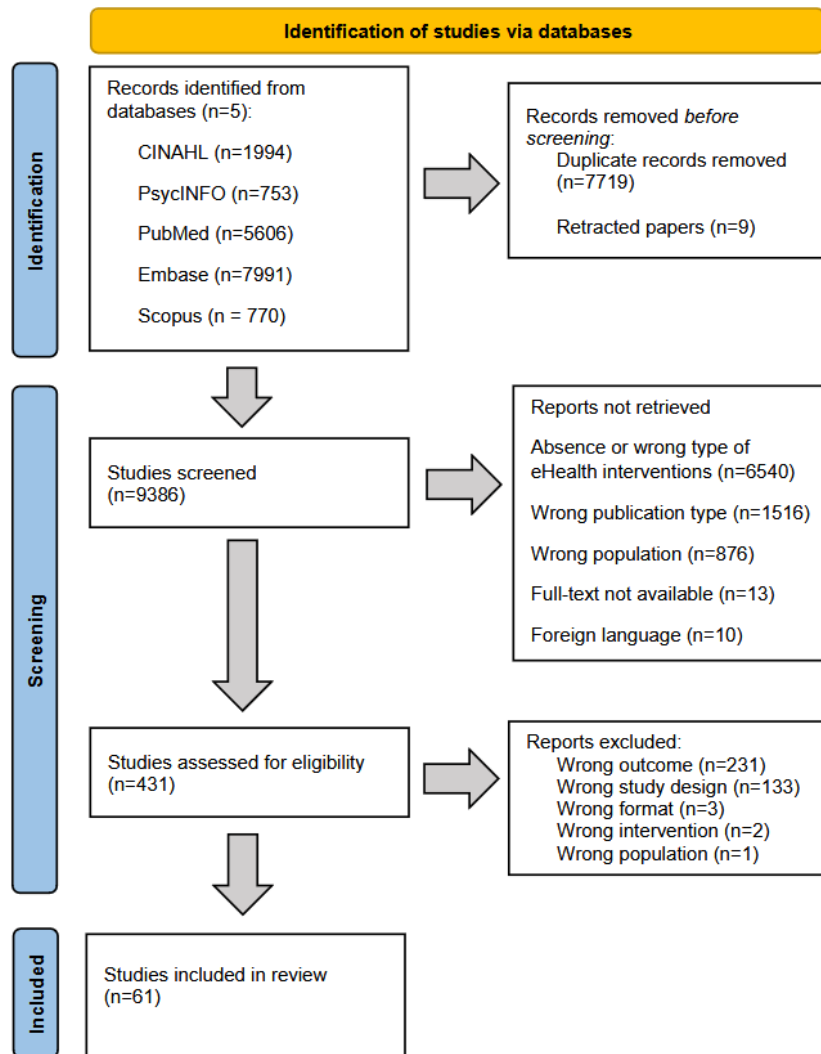 Identification of studies via databases
Identification
Records identified from
databases (n=5):
CINAHL (n=1994)
PsycINFO (n=753)
PubMed (n=5606)
Embase (n=7991)
Scopus (n = 770)
Records removed before
screening:
Duplicate records removed
(n=7719)
Retracted papers (n=9)
Screening
Studies screened
(n=9386)
Reports not retrieved
Absence or wrong type of
eHealth interventions (n=6540)
Wrong publication type (n=1516)
Wrong population (n=876)
Full-text not available (n=13)
Foreign language (n=10)
Studies assessed for eligibility
(n=431)
Reports excluded:
Wrong outcome (n=231)
Wrong study design (n=133)
Wrong format (n=3)
Wrong intervention (n=2)
Wrong population (n=1)
Included
Studies included in review
(n=61)